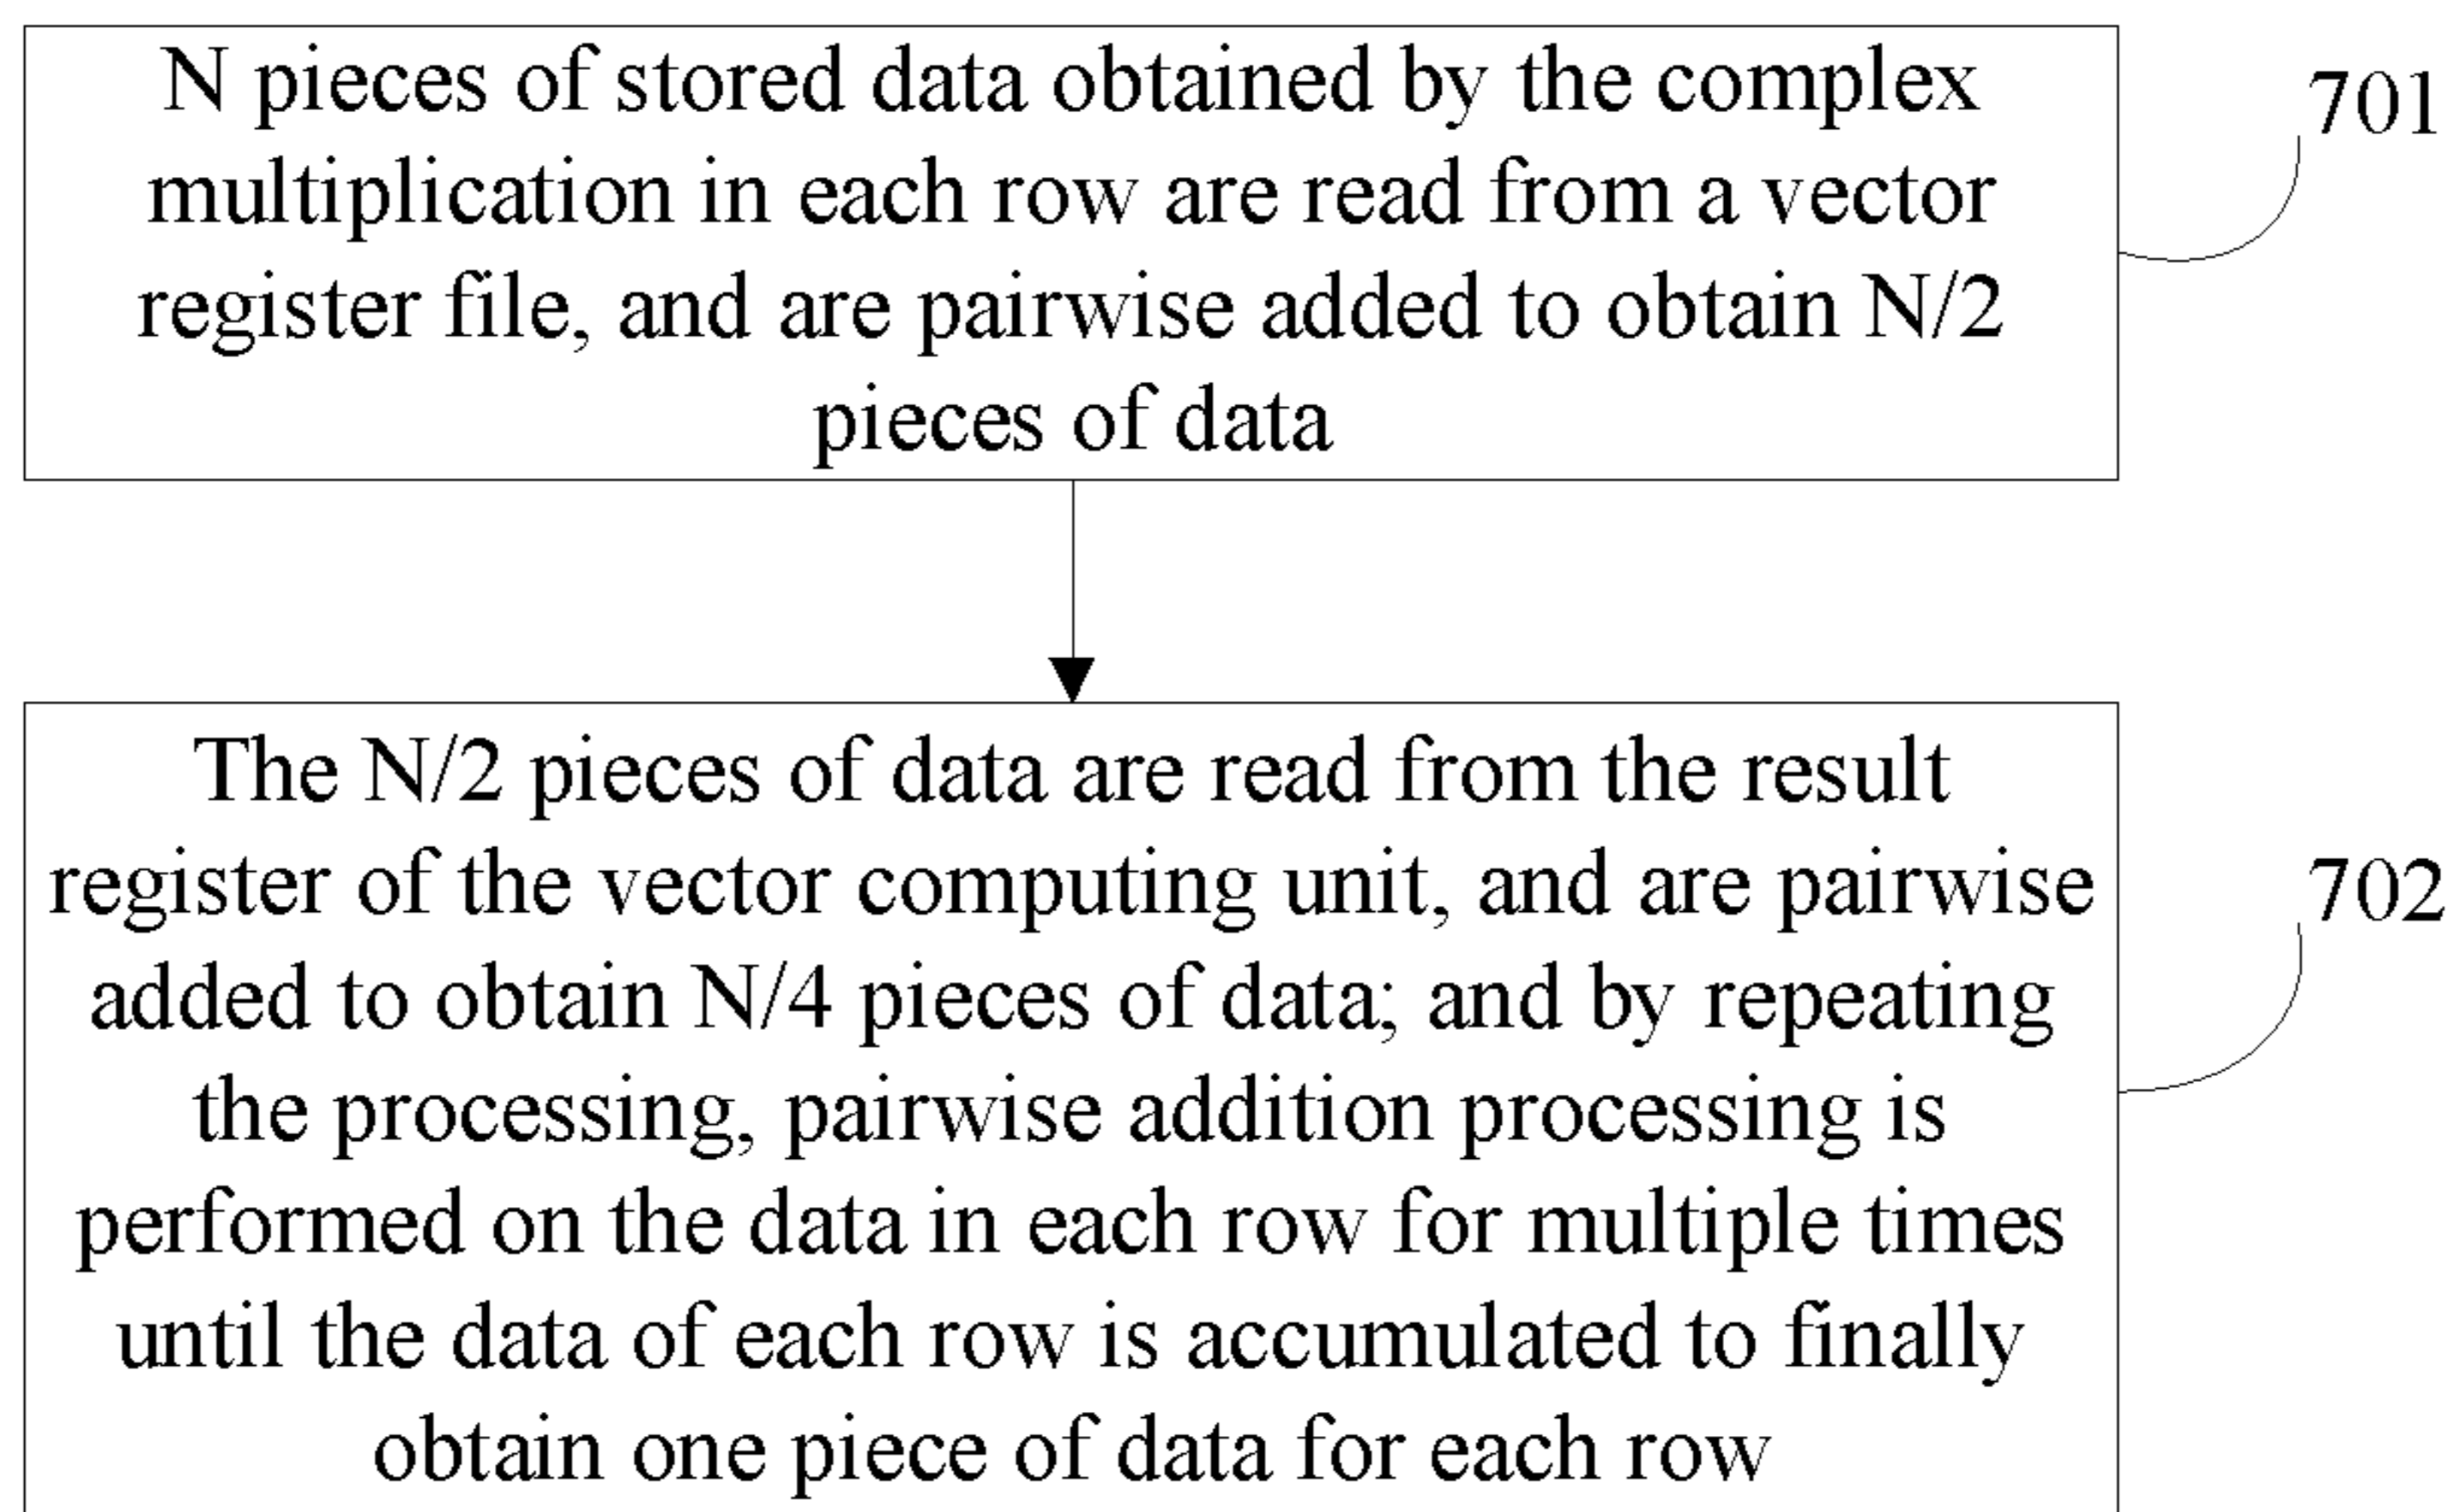 N pieces of stored data obtained by the complex
multiplication in each row are read from a vector
register file, and are pairwise added to obtain N/2
pieces of data
701
The N/2 pieces of data are read from the result
register of the vector computing unit, and are pairwise
added to obtain N/4 pieces of data; and by repeating
the processing, pairwise addition processing is
performed on the data in each row for multiple times
until the data of each row is accumulated to finally
obtain one piece of data for each row
702